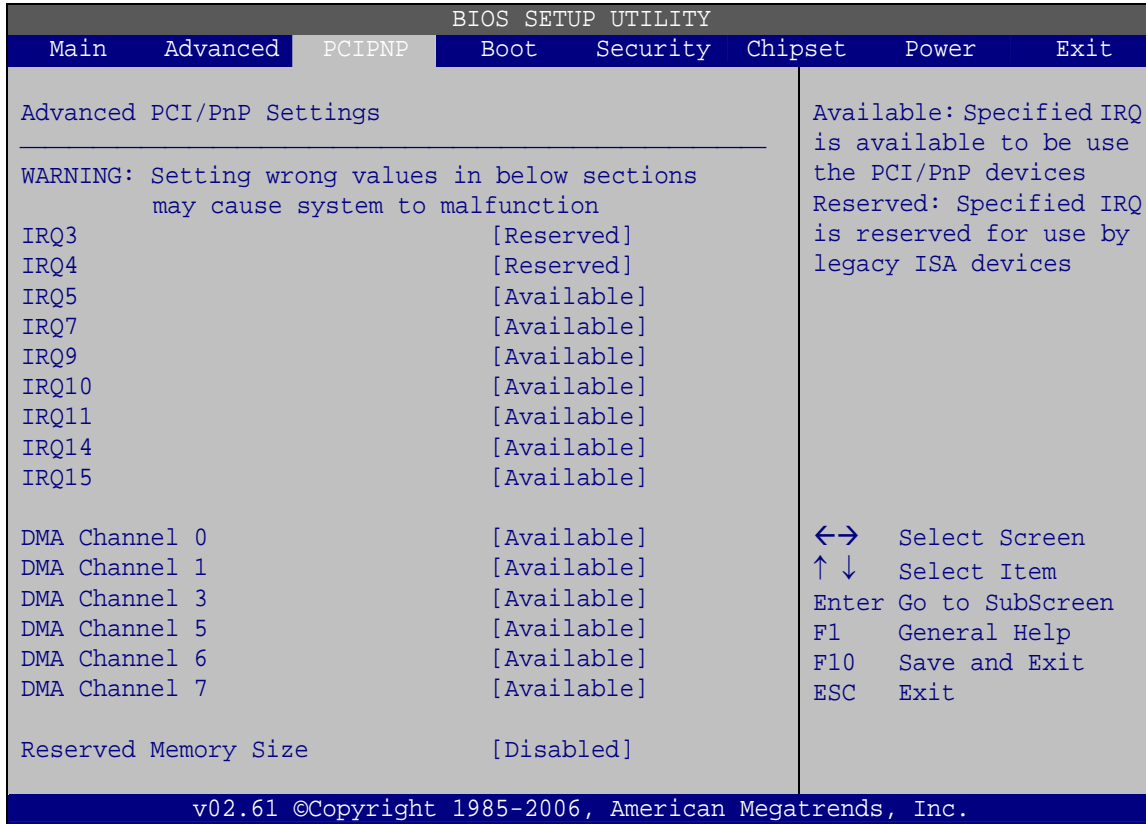 BIOS SETUP UTILITY
Main Advanced PCIPNP Boot Security Chipset Power Exit
Advanced PCI/PnP Settings
WARNING: Setting wrong values in below sections
may cause system to malfunction
IRQ3 [Reserved]
IRQ4 [Reserved]
IRQ5 [Available]
IRQ7 [Available]
IRQ9 [Available]
IRQ10 [Available]
IRQ11 [Available]
IRQ14 [Available]
IRQ15 [Available]
DMA Channel 0 [Available]
DMA Channel 1 [Available]
DMA Channel 3 [Available]
DMA Channel 5 [Available]
DMA Channel 6 [Available]
DMA Channel 7 [Available]
Reserved Memory Size [Disabled]
Available: Specified IRQ
is available to be use
the PCI/PnP devices
Reserved: Specified IRQ
is reserved for use by
legacy ISA devices
←→ Select Screen
↑ ↓ Select Item
Enter Go to SubScreen
F1 General Help
F10 Save and Exit
ESC Exit
v02.61 ©Copyright 1985-2006, American Megatrends, Inc.